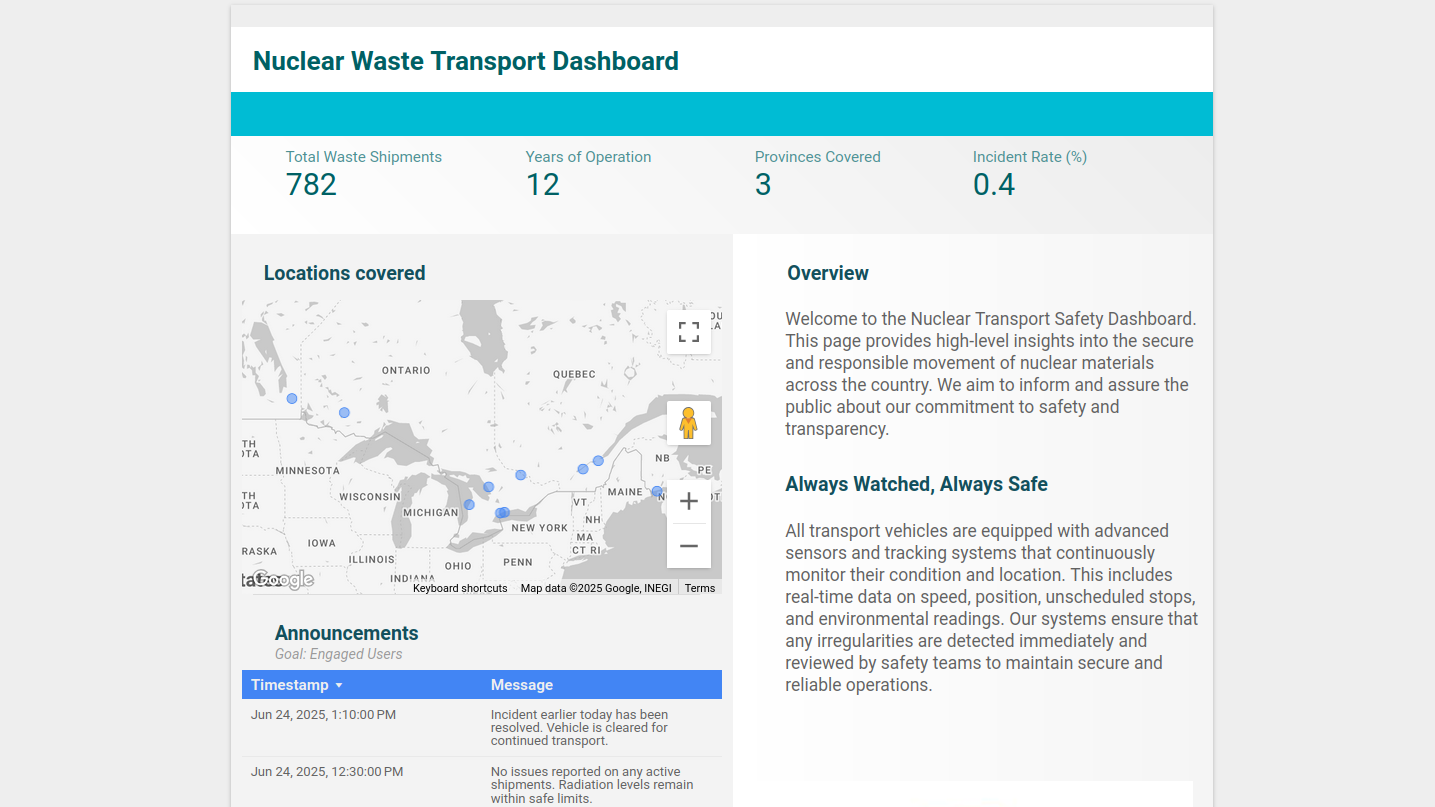 Nuclear Waste Transport Dashboard
Total Waste Shipments
782
Years of Operation
12
Provinces Covered
3
Incident Rate (%)
0.4
Locations covered
ONTARIO
QUEBEC
MINNESOTA
WISCONSIN
MICHIGAN
IOWA
ILLINOIS
INDIANA
OHIO
PENN
NEW YORK
VT
NH
MA
CT RI
MAINE
NB
PE
TH
OTA
TH
OTA
RASKA
Google
Keyboard shortcuts
Map data ©2025 Google, INEGI
Terms
Announcements
Goal: Engaged Users
Timestamp
Message
Jun 24, 2025, 1:10:00 PM
Incident earlier today has been
resolved. Vehicle is cleared for
continued transport.
Jun 24, 2025, 12:30:00 PM
No issues reported on any active
shipments. Radiation levels remain
within safe limits.
Overview
Welcome to the Nuclear Transport Safety Dashboard.
This page provides high-level insights into the secure
and responsible movement of nuclear materials
across the country. We aim to inform and assure the
public about our commitment to safety and
transparency.
Always Watched, Always Safe
All transport vehicles are equipped with advanced
sensors and tracking systems that continuously
monitor their condition and location. This includes
real-time data on speed, position, unscheduled stops,
and environmental readings. Our systems ensure that
any irregularities are detected immediately and
reviewed by safety teams to maintain secure and
reliable operations.